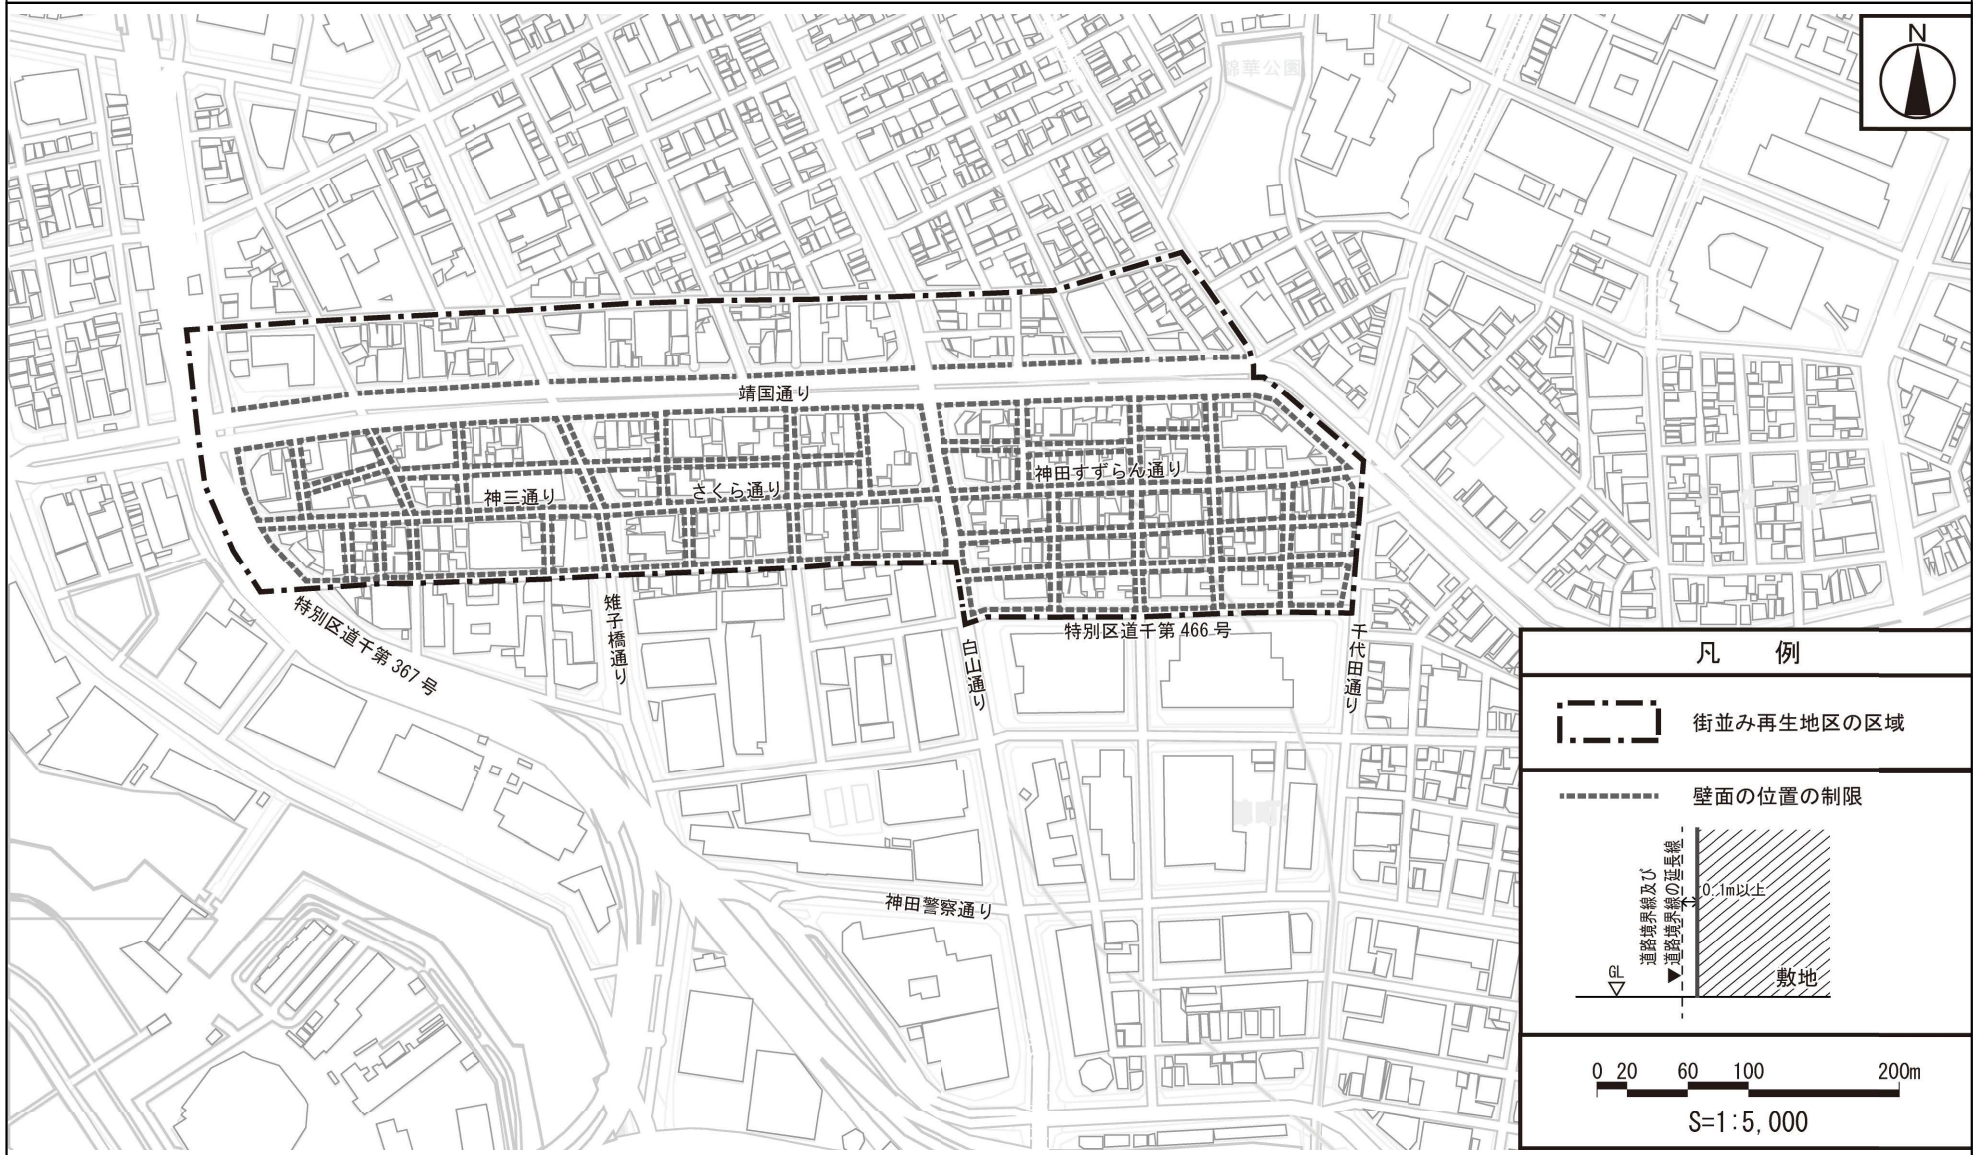 N
錦華公園
靖国通り
神田すずらん通り
さくら通り
神三通り
特別区道千第367号
雉子橋通り
白山通り
特別区道千第466号
千代田通り
神田警察通り
凡 例
街並み再生地区の区域
壁面の位置の制限
道路境界線及び
道路境界線の延長線
0.1m以上
GL
敷地
0 20 60 100 200m
S=1:5,000